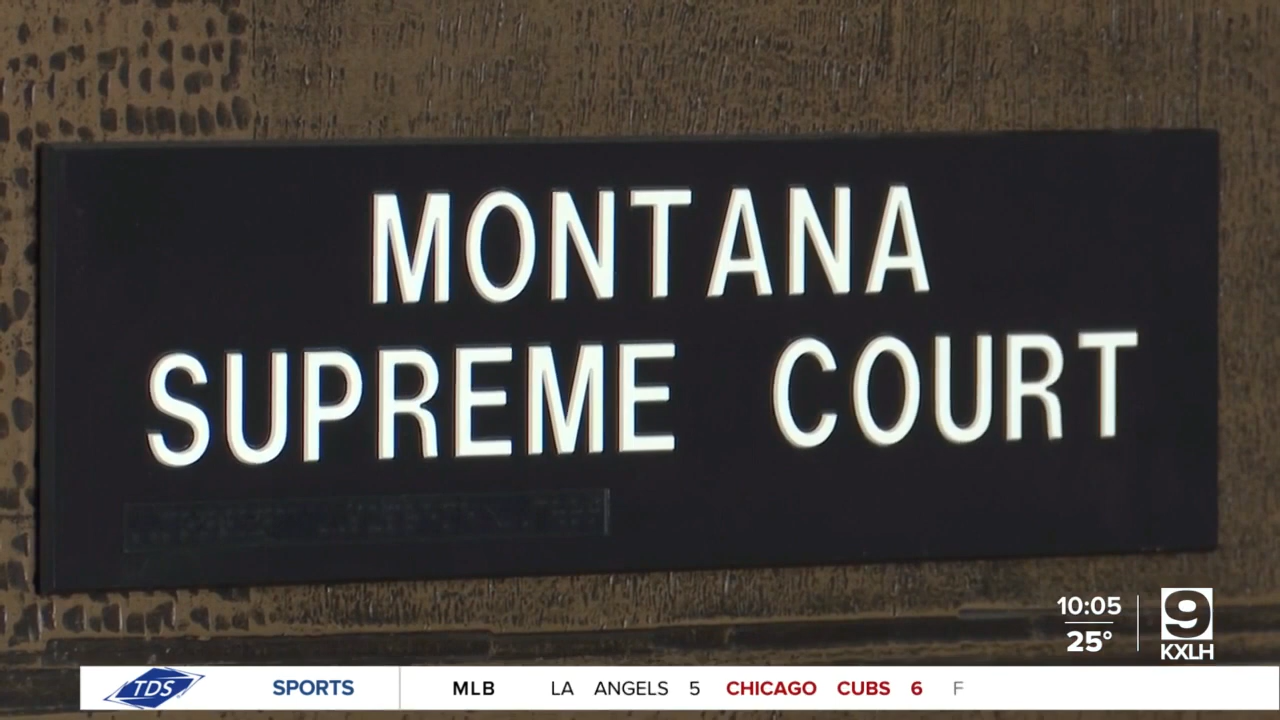 MONTANA
SUPREME COURT
10:05
25°
9
KXLH
TDS SPORTS MLB LA ANGELS 5 CHICAGO CUBS 6 F